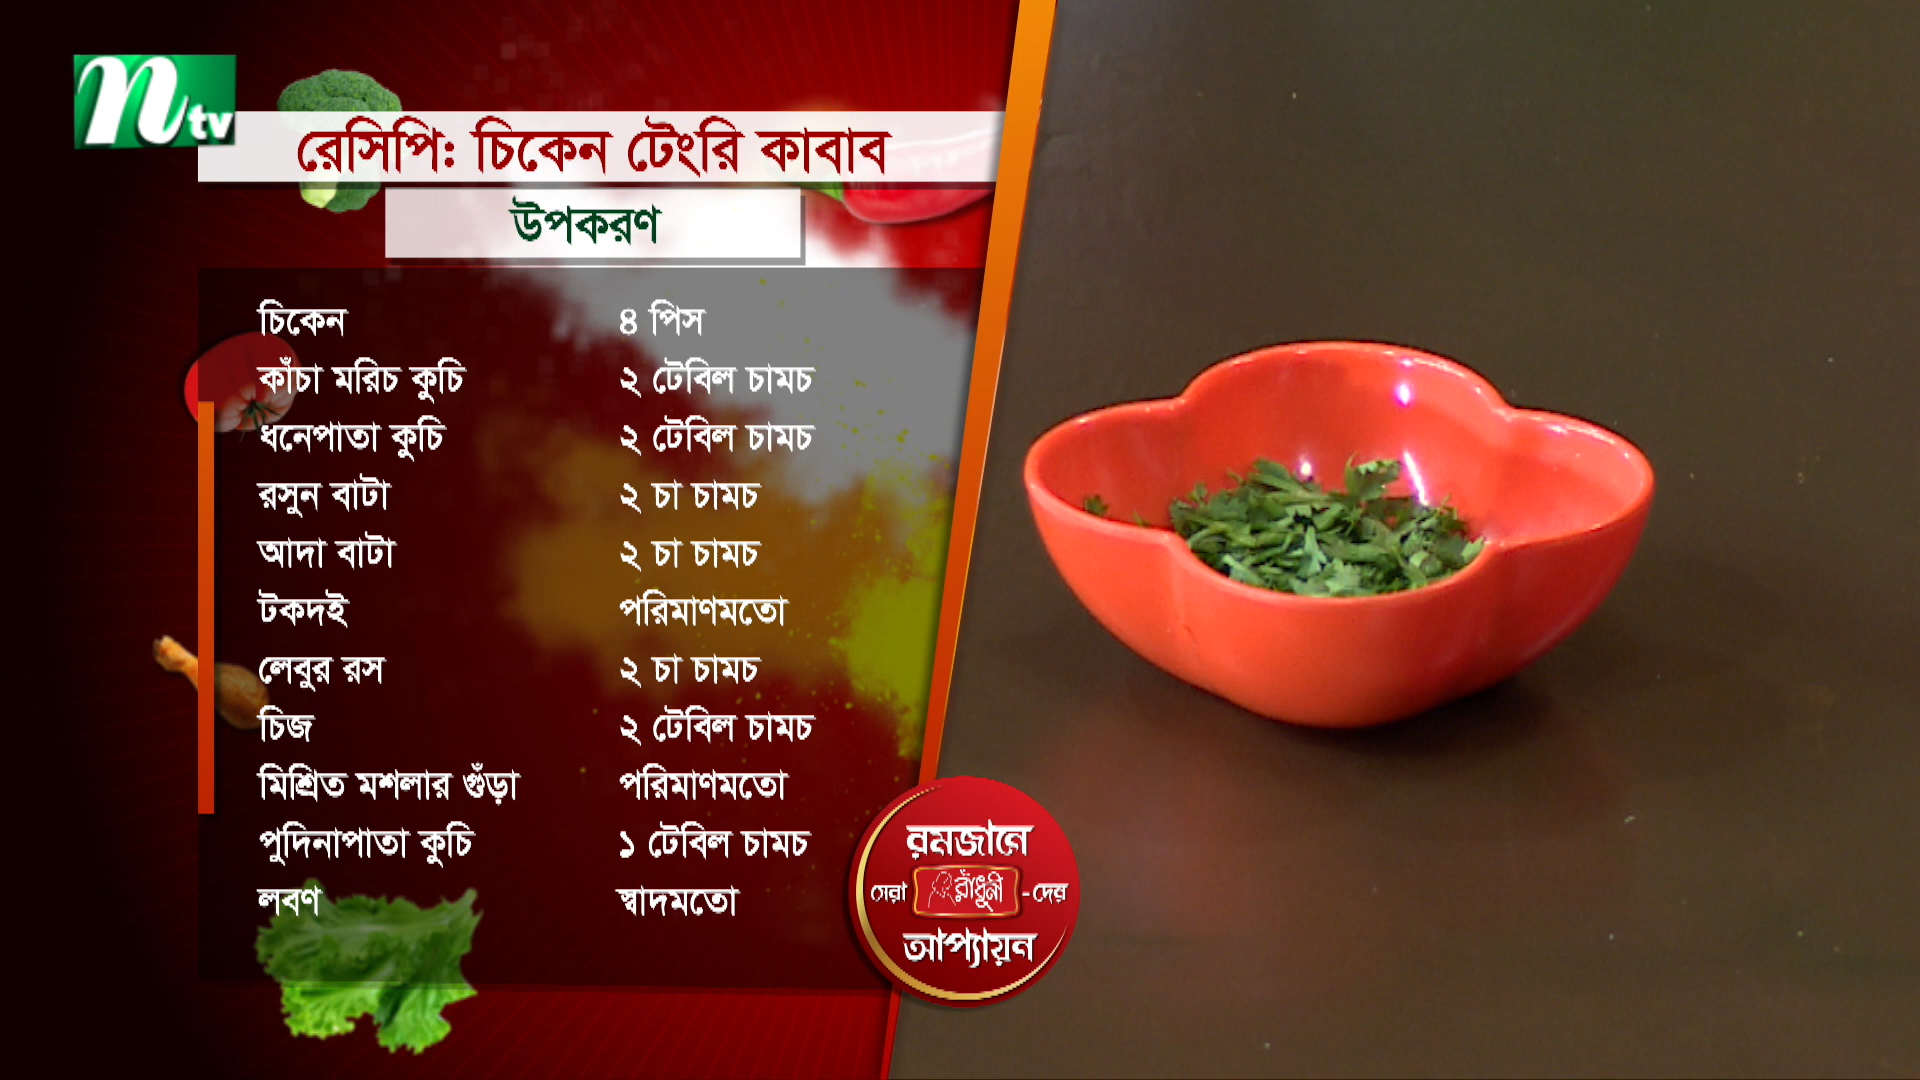 ntv
রেসিপি: চিকেন টেংরি কাবাব
উপকরণ
চিকেন ৪ পিস
কাঁচা মরিচ কুচি ২ টেবিল চামচ
ধনেপাতা কুচি ২ টেবিল চামচ
রসুন বাটা ২ চা চামচ
আদা বাটা ২ চা চামচ
টকদই পরিমাণমতো
লেবুর রস ২ চা চামচ
চিজ ২ টেবিল চামচ
মিশ্রিত মশলার গুঁড়া পরিমাণমতো
পুদিনাপাতা কুচি ১ টেবিল চামচ
লবণ স্বাদমতো
রমজানে
সেরা রাঁধুনী -দের
আপ্যায়ন